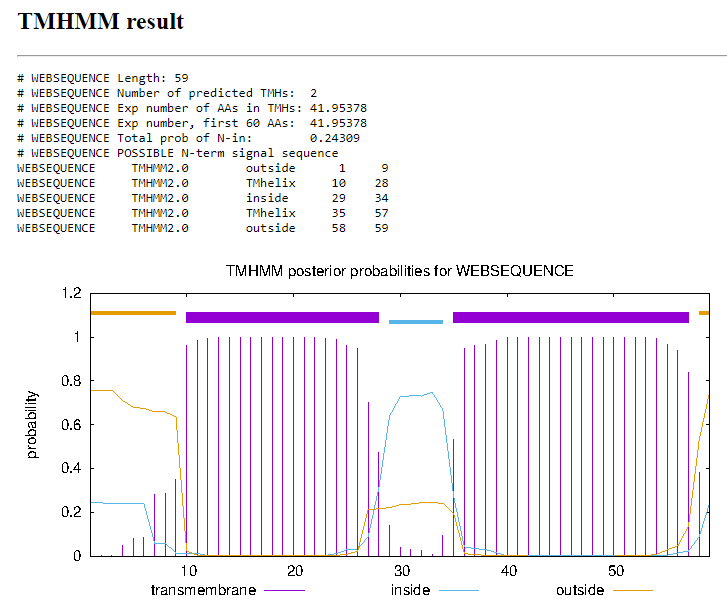 TMHMM result
# WEBSEQUENCE Length: 59
# WEBSEQUENCE Number of predicted TMHs:  2
# WEBSEQUENCE Exp number of AAs in TMHs: 41.95378
# WEBSEQUENCE Exp number, first 60 AAs:  41.95378
# WEBSEQUENCE Total prob of N-in:        0.24309
# WEBSEQUENCE POSSIBLE N-term signal sequence
WEBSEQUENCE     TMHMM2.0        outside      1     9
WEBSEQUENCE     TMHMM2.0        TMhelix     10    28
WEBSEQUENCE     TMHMM2.0        inside      29    34
WEBSEQUENCE     TMHMM2.0        TMhelix     35    57
WEBSEQUENCE     TMHMM2.0        outside     58    59
TMHMM posterior probabilities for WEBSEQUENCE
1.2
1
0.8
0.6
0.4
0.2
0
probability
10 20 30 40 50
transmembrane inside outside